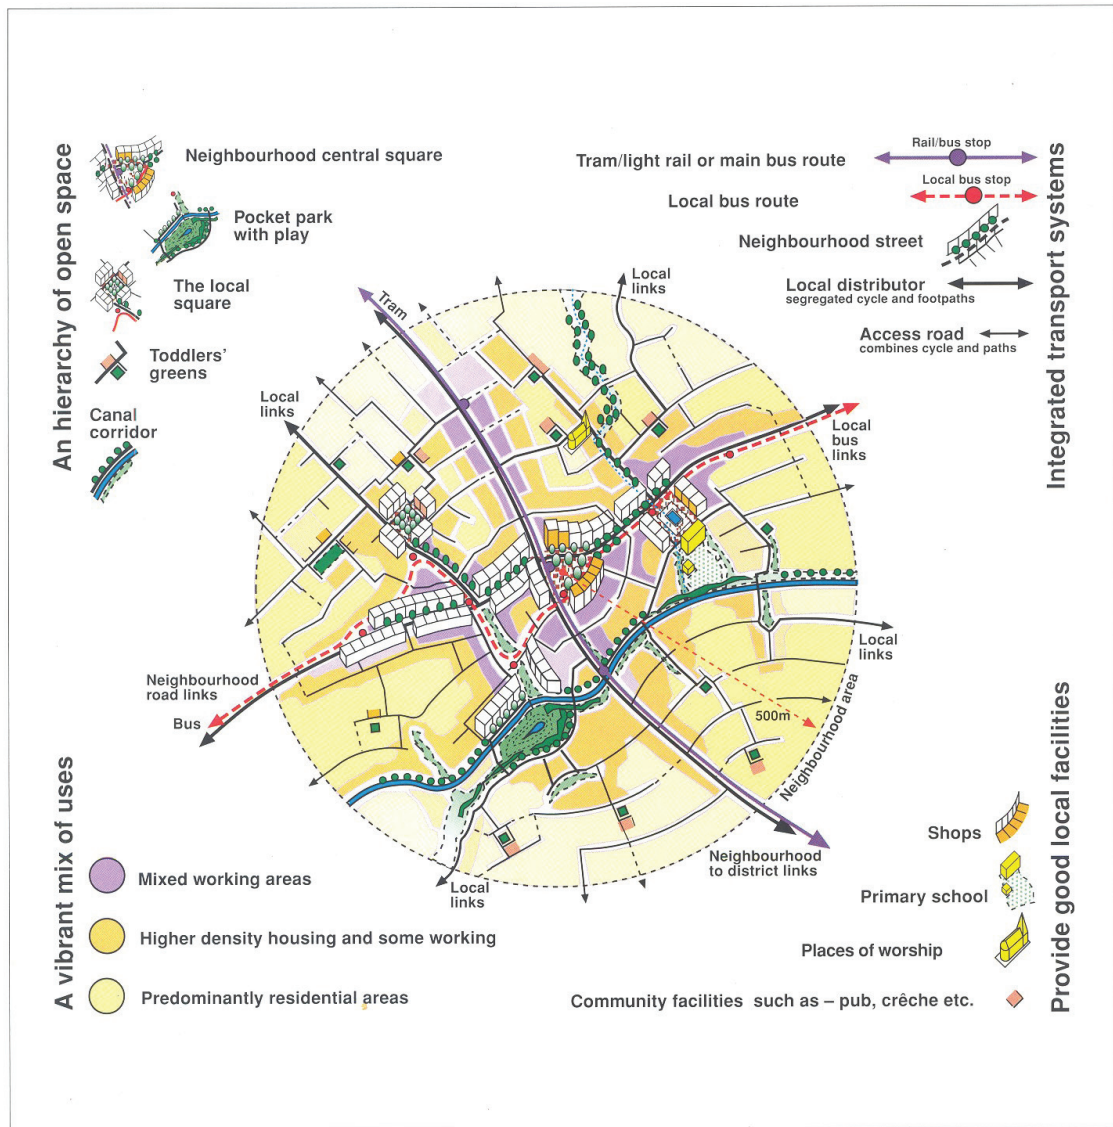 An hierarchy of open space
Neighbourhood central square
Pocket park
with play
The local
square
Toddlers'
greens
Canal
corridor
Integrated transport systems
Rail/bus stop
Tram/light rail or main bus route
Local bus stop
Local bus route
Neighbourhood street
Local distributor
segregated cycle and footpaths
Access road
combines cycle and paths
Tram
Local
links
Local
links
Local
bus
links
Local
links
Neighbourhood
road links
Bus
500m
Neighbourhood area
Neighbourhood
to district links
Local
links
A vibrant mix of uses
Mixed working areas
Higher density housing and some working
Predominantly residential areas
Provide good local facilities
Shops
Primary school
Places of worship
Community facilities such as – pub, crêche etc.